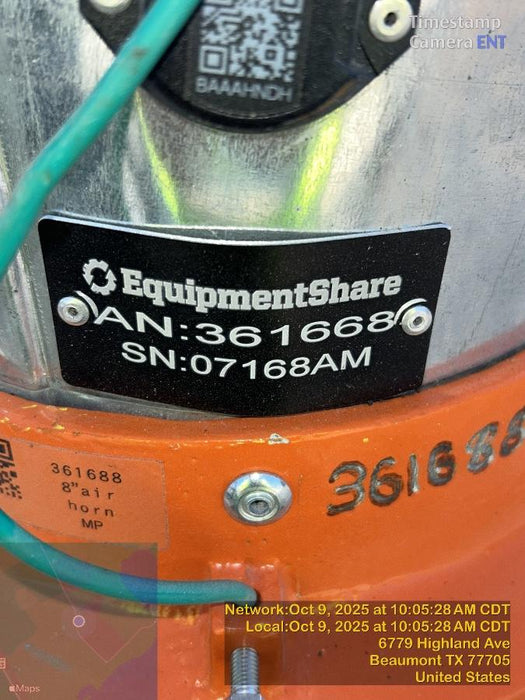 Timestamp
Camera ENT
BAAAHNDH
EquipmentShare
AN:361668
SN:07168AM
361688
8"air
horn
MP
361688
Network:Oct 9, 2025 at 10:05:28 AM CDT
Local:Oct 9, 2025 at 10:05:28 AM CDT
6779 Highland Ave
Beaumont TX 77705
United States
Maps